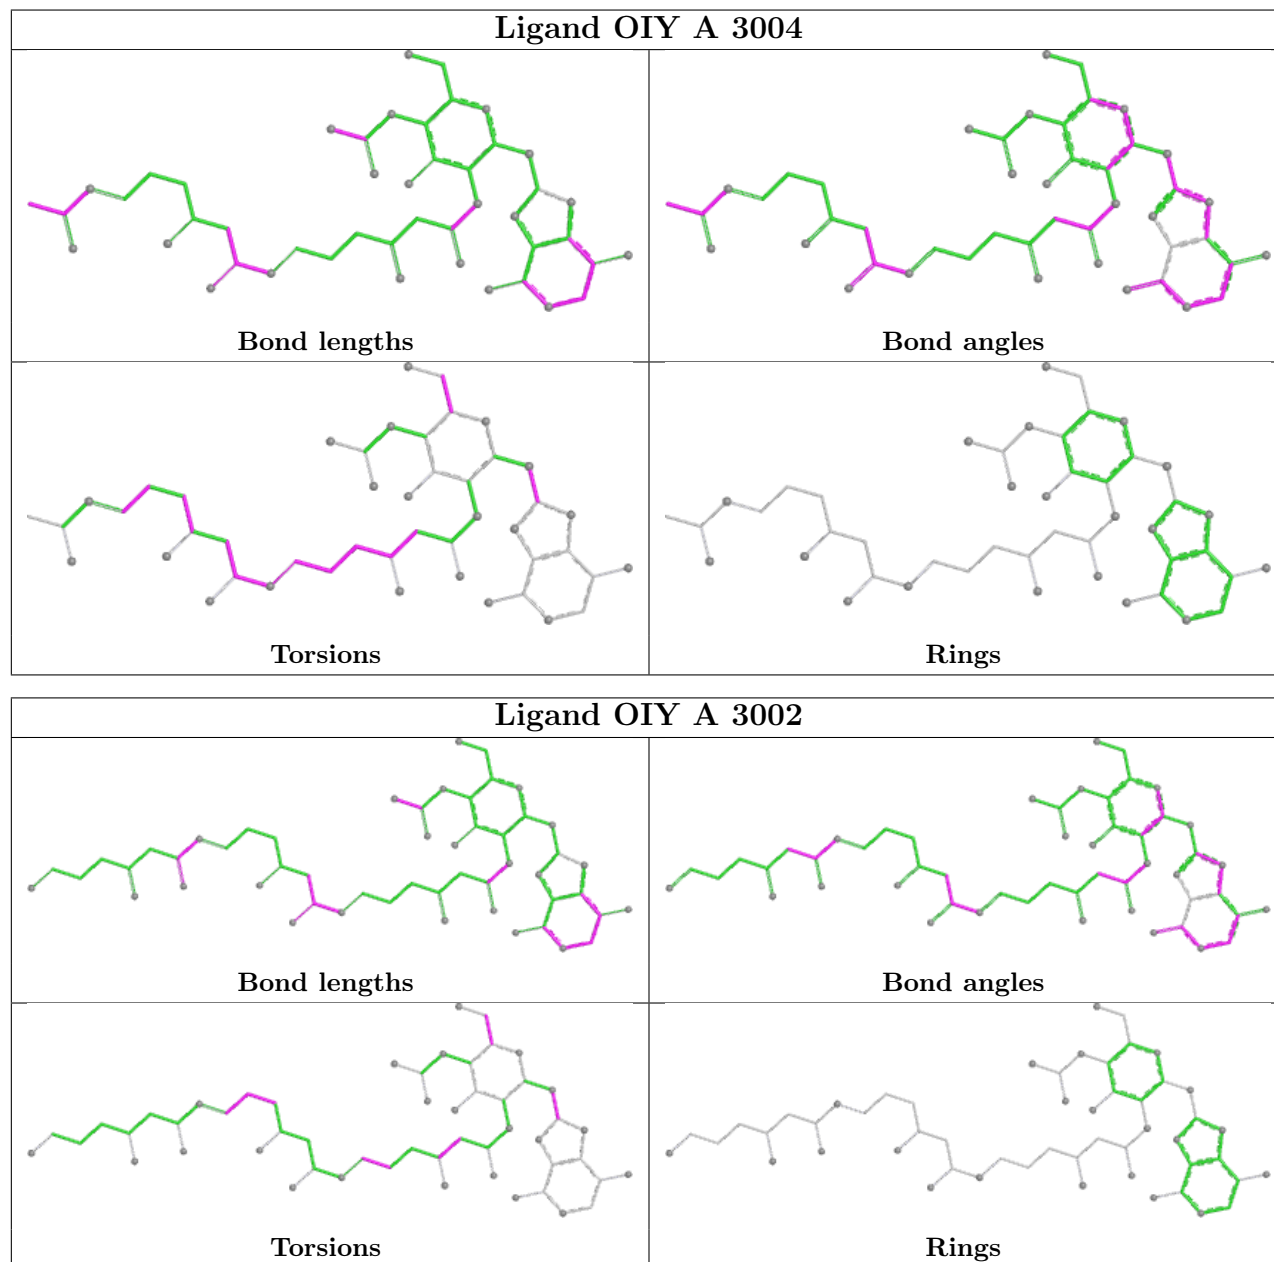 Ligand OIY A 3004
Bond lengths
Bond angles
Torsions
Rings
Ligand OIY A 3002
Bond lengths
Bond angles
Torsions
Rings